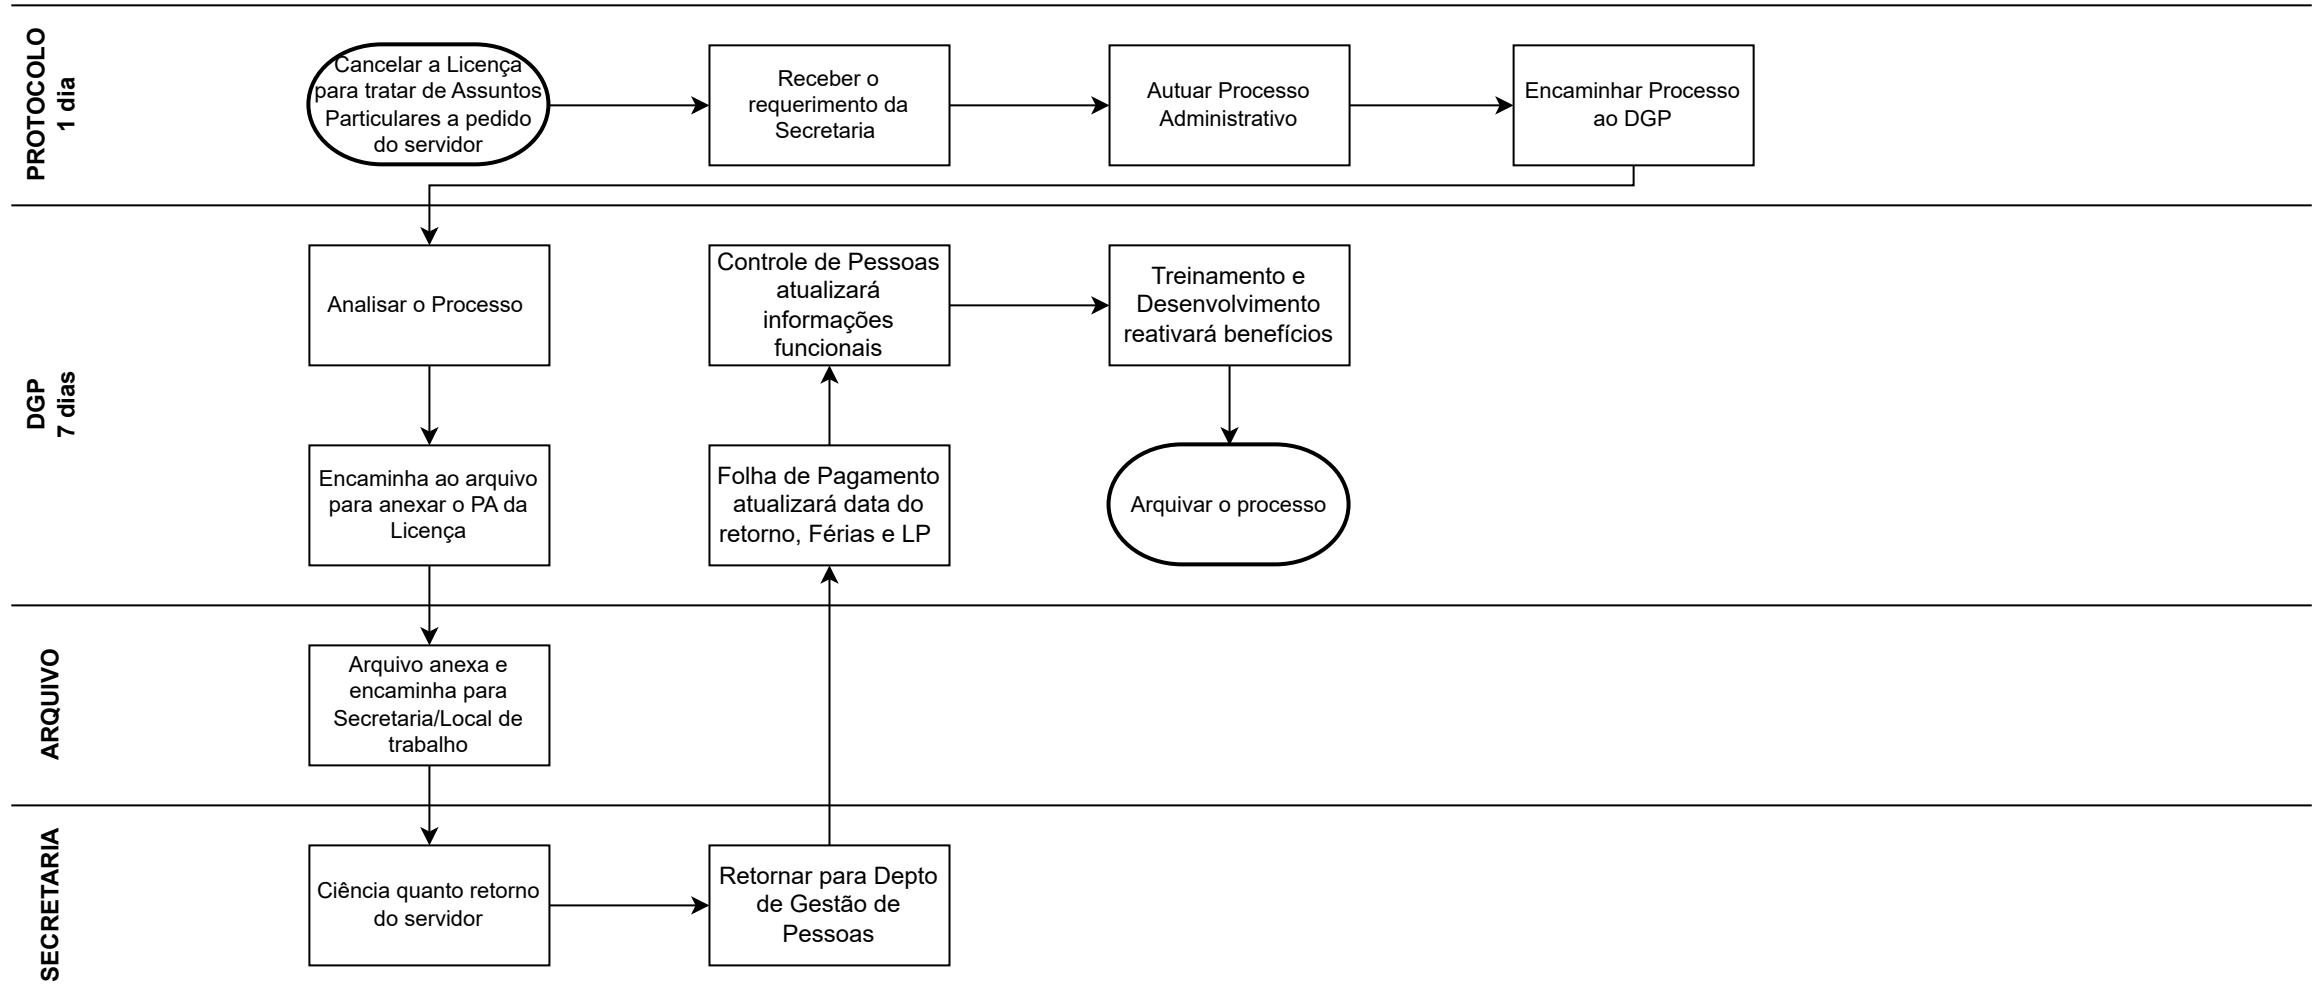 PROTOCOLO
1 dia
Cancelar a Licença
para tratar de Assuntos
Particulares a pedido
do servidor
Receber o
requerimento da
Secretaria
Autuar Processo
Administrativo
Encaminhar Processo
ao DGP
DGP
7 dias
Analisar o Processo
Controle de Pessoas
atualizará
informações
funcionais
Treinamento e
Desenvolvimento
reativará benefícios
Encaminha ao arquivo
para anexar o PA da
Licença
Folha de Pagamento
atualizará data do
retorno, Férias e LP
Arquivar o processo
ARQUIVO
Arquivo anexa e
encaminha para
Secretaria/Local de
trabalho
SECRETARIA
Ciência quanto retorno
do servidor
Retornar para Depto
de Gestão de
Pessoas